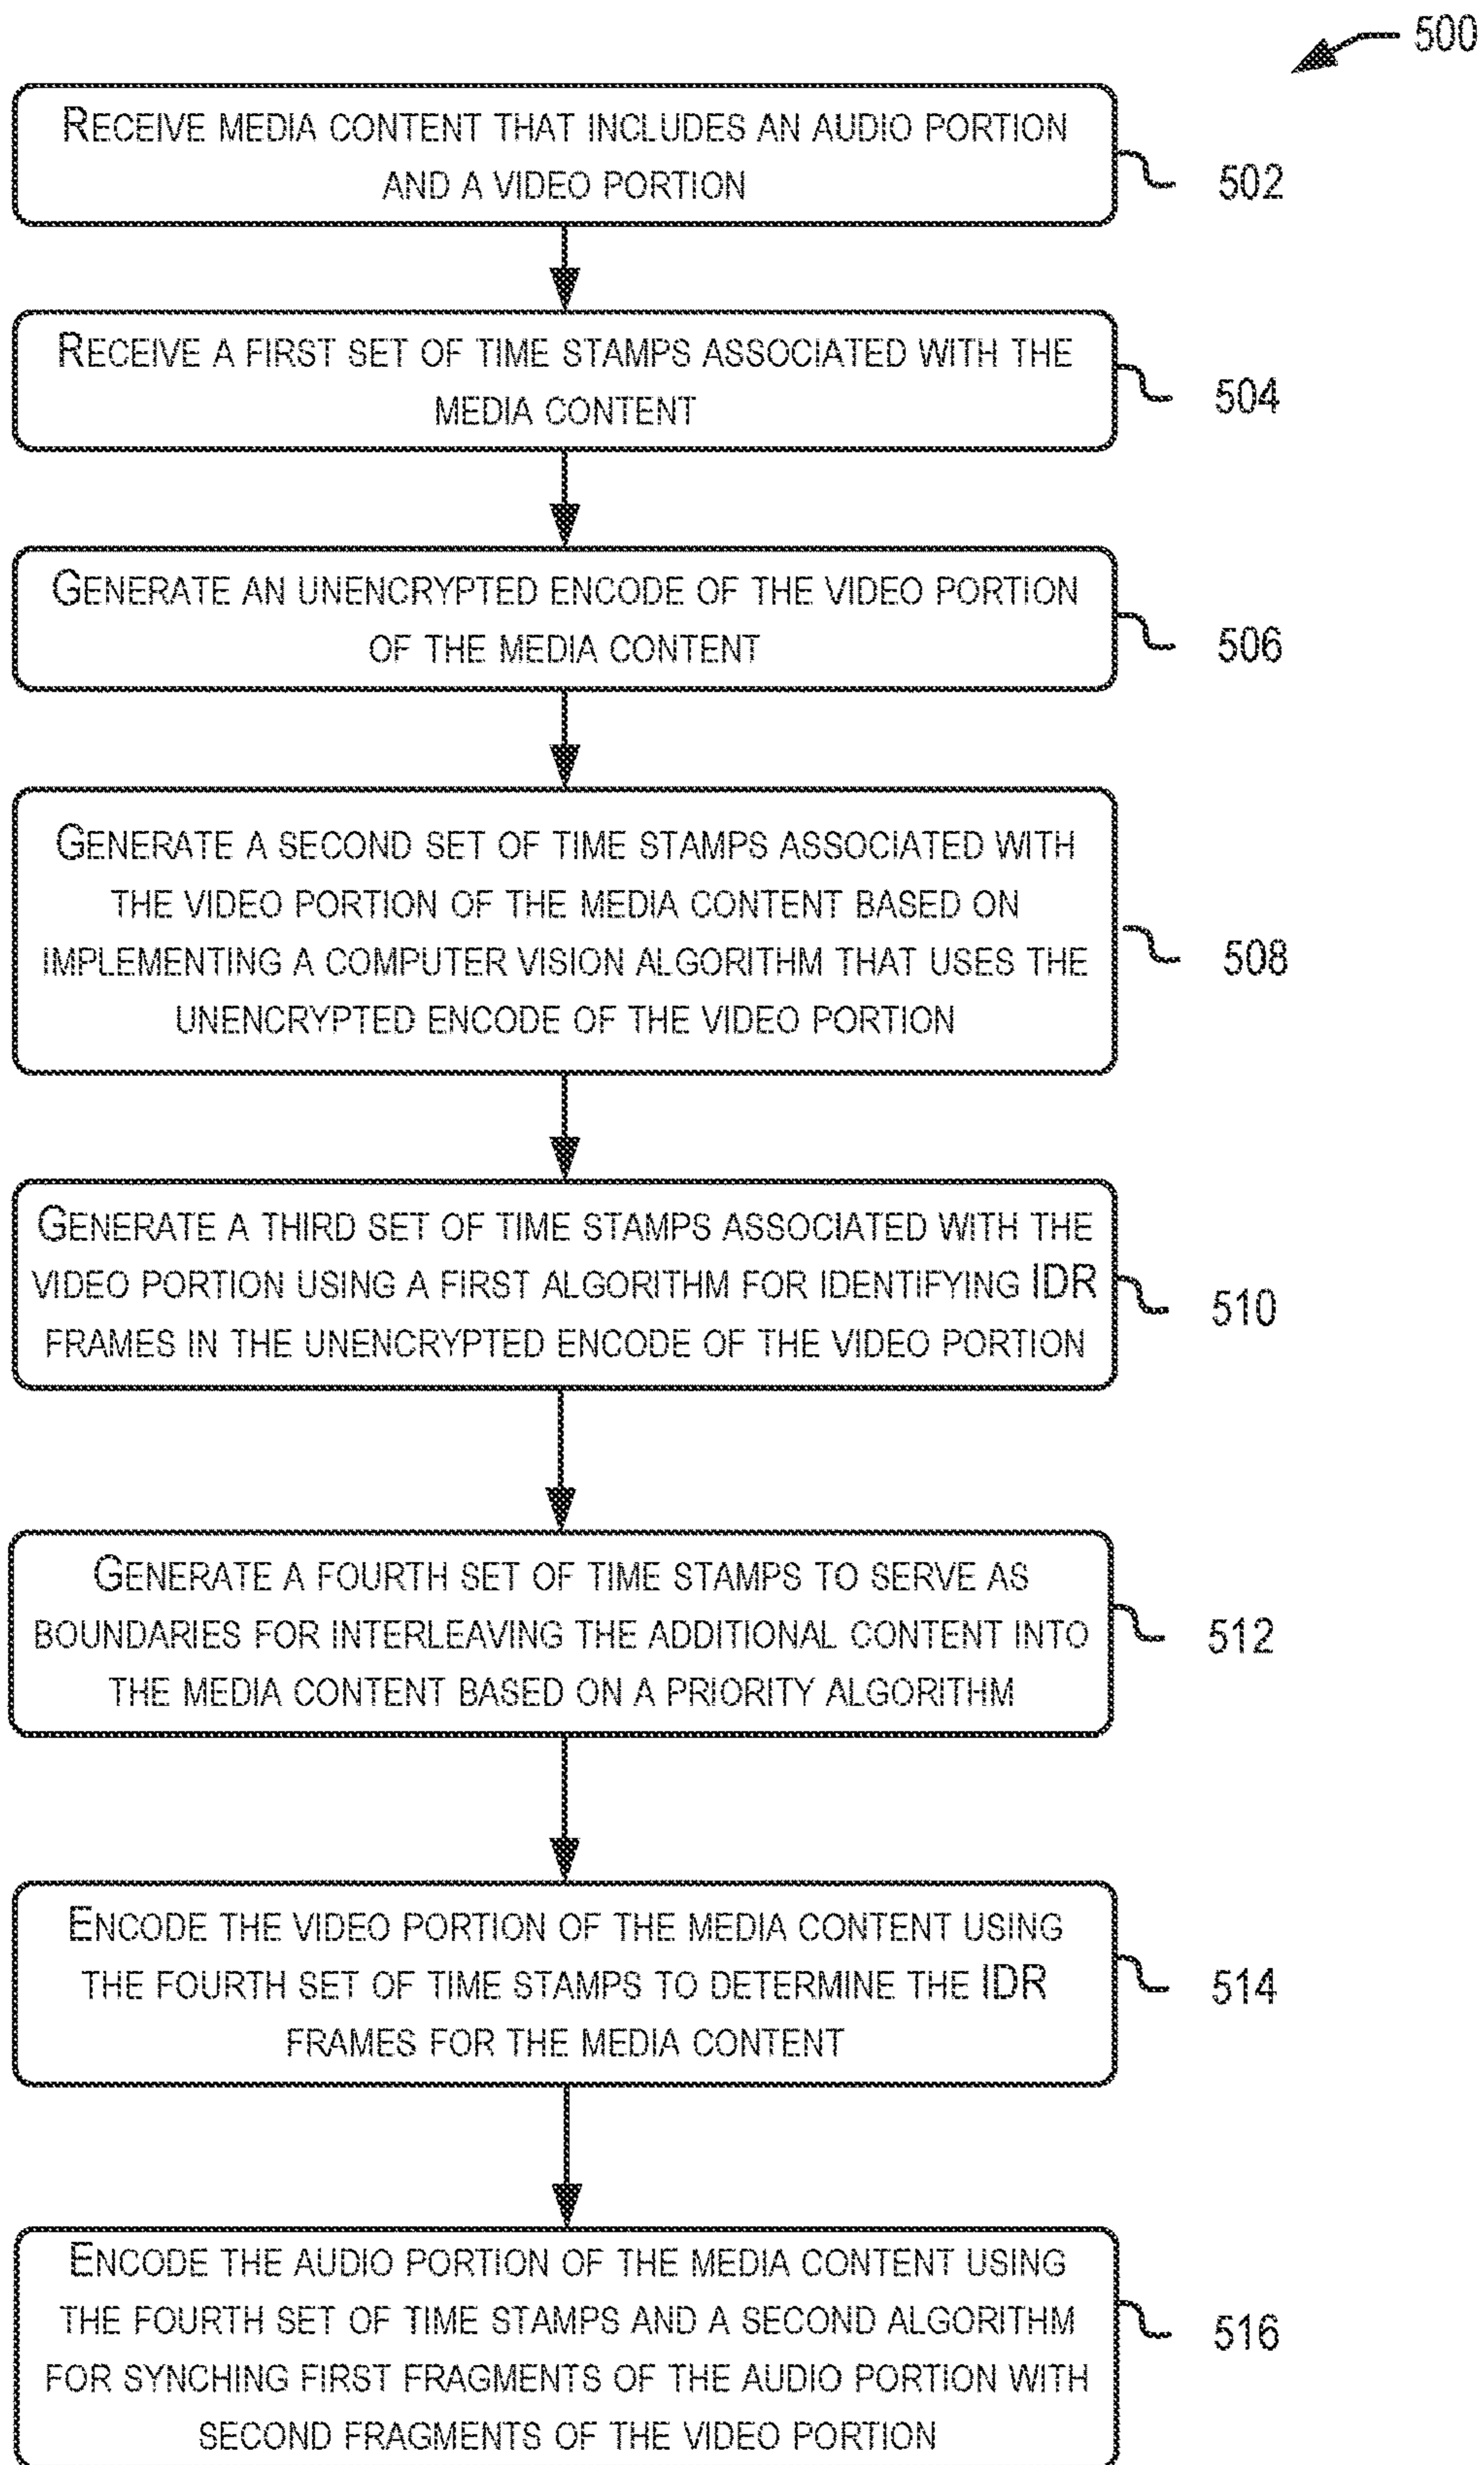 500
RECEIVE MEDIA CONTENT THAT INCLUDES AN AUDIO PORTION
AND A VIDEO PORTION
502
RECEIVE A FIRST SET OF TIME STAMPS ASSOCIATED WITH THE
MEDIA CONTENT
504
GENERATE AN UNENCRYPTED ENCODE OF THE VIDEO PORTION
OF THE MEDIA CONTENT
506
GENERATE A SECOND SET OF TIME STAMPS ASSOCIATED WITH
THE VIDEO PORTION OF THE MEDIA CONTENT BASED ON
IMPLEMENTING A COMPUTER VISION ALGORITHM THAT USES THE
UNENCRYPTED ENCODE OF THE VIDEO PORTION
508
GENERATE A THIRD SET OF TIME STAMPS ASSOCIATED WITH THE
VIDEO PORTION USING A FIRST ALGORITHM FOR IDENTIFYING IDR
FRAMES IN THE UNENCRYPTED ENCODE OF THE VIDEO PORTION
510
GENERATE A FOURTH SET OF TIME STAMPS TO SERVE AS
BOUNDARIES FOR INTERLEAVING THE ADDITIONAL CONTENT INTO
THE MEDIA CONTENT BASED ON A PRIORITY ALGORITHM
512
ENCODE THE VIDEO PORTION OF THE MEDIA CONTENT USING
THE FOURTH SET OF TIME STAMPS TO DETERMINE THE IDR
FRAMES FOR THE MEDIA CONTENT
514
ENCODE THE AUDIO PORTION OF THE MEDIA CONTENT USING
THE FOURTH SET OF TIME STAMPS AND A SECOND ALGORITHM
FOR SYNCHING FIRST FRAGMENTS OF THE AUDIO PORTION WITH
SECOND FRAGMENTS OF THE VIDEO PORTION
516